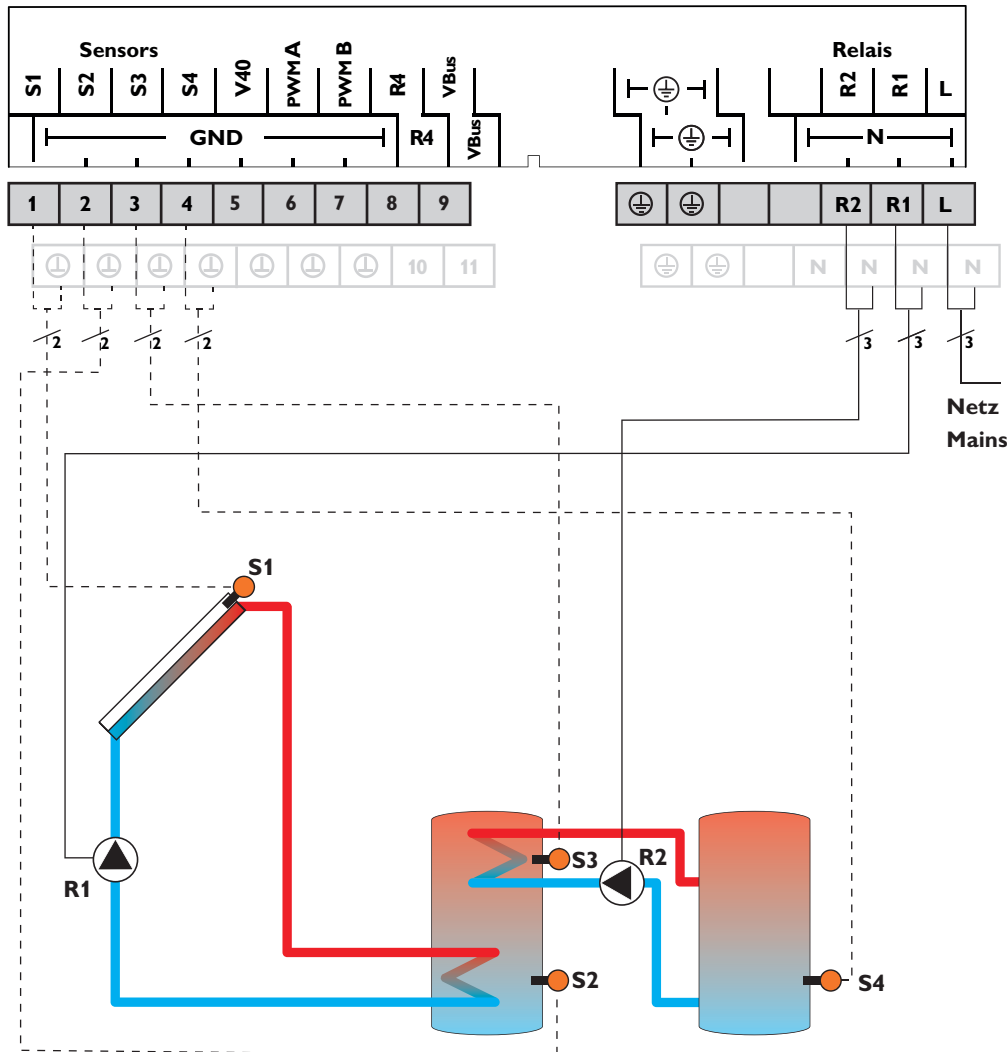 Sensors
Relais
S1 S2 S3 S4 V40 PWM A PWM B R4 VBus
R2 R1 L
GND R4 VBus
N
1 2 3 4 5 6 7 8 9
R2 R1 L
10 11
N N N N
2 2 2 2
3 3 3
Netz
Mains
S1
S3 R2
R1
S2 S4